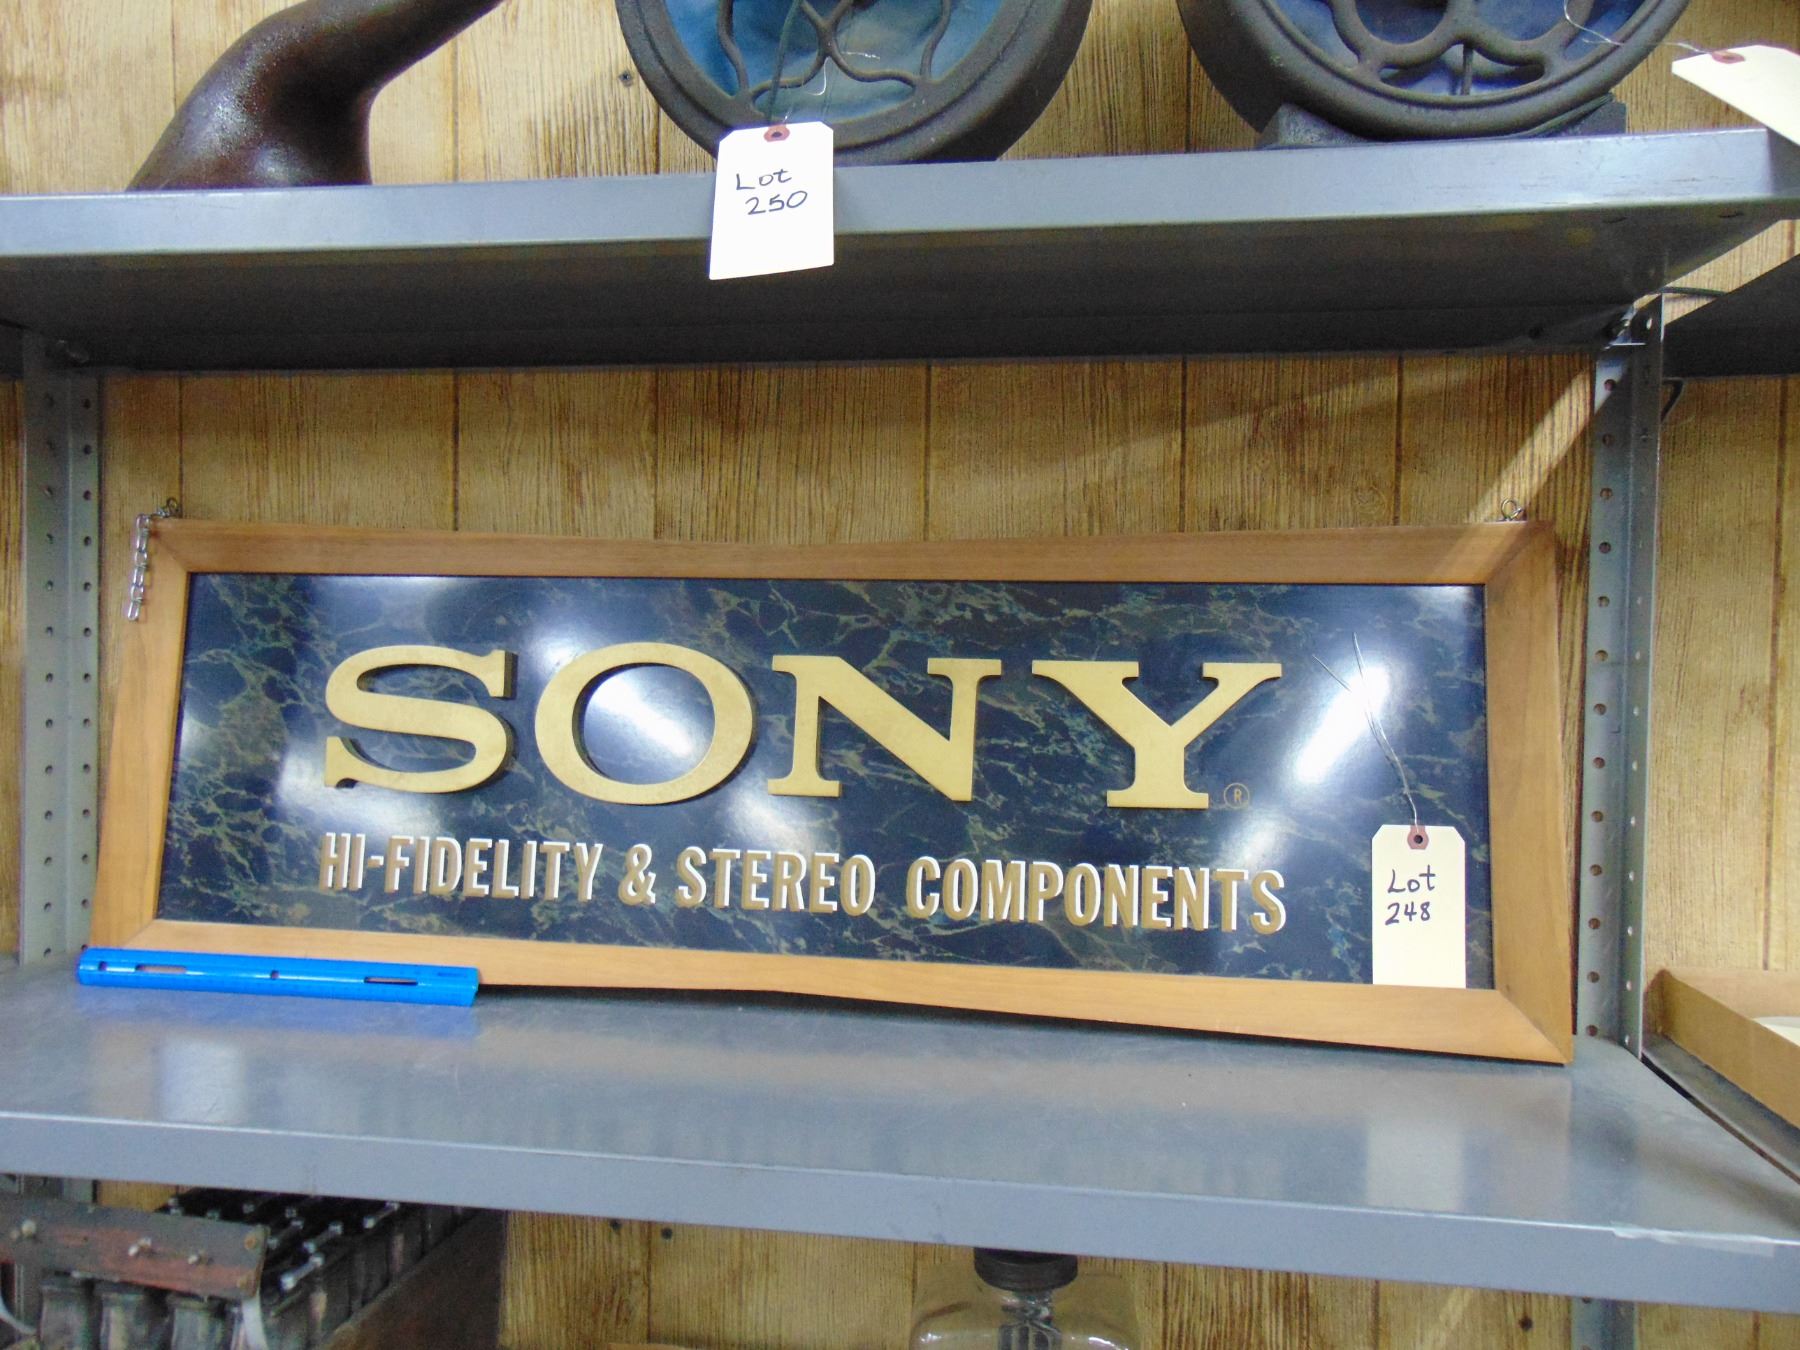 Lot
250
SONY ®
HI-FIDELITY & STEREO COMPONENTS
Lot
248